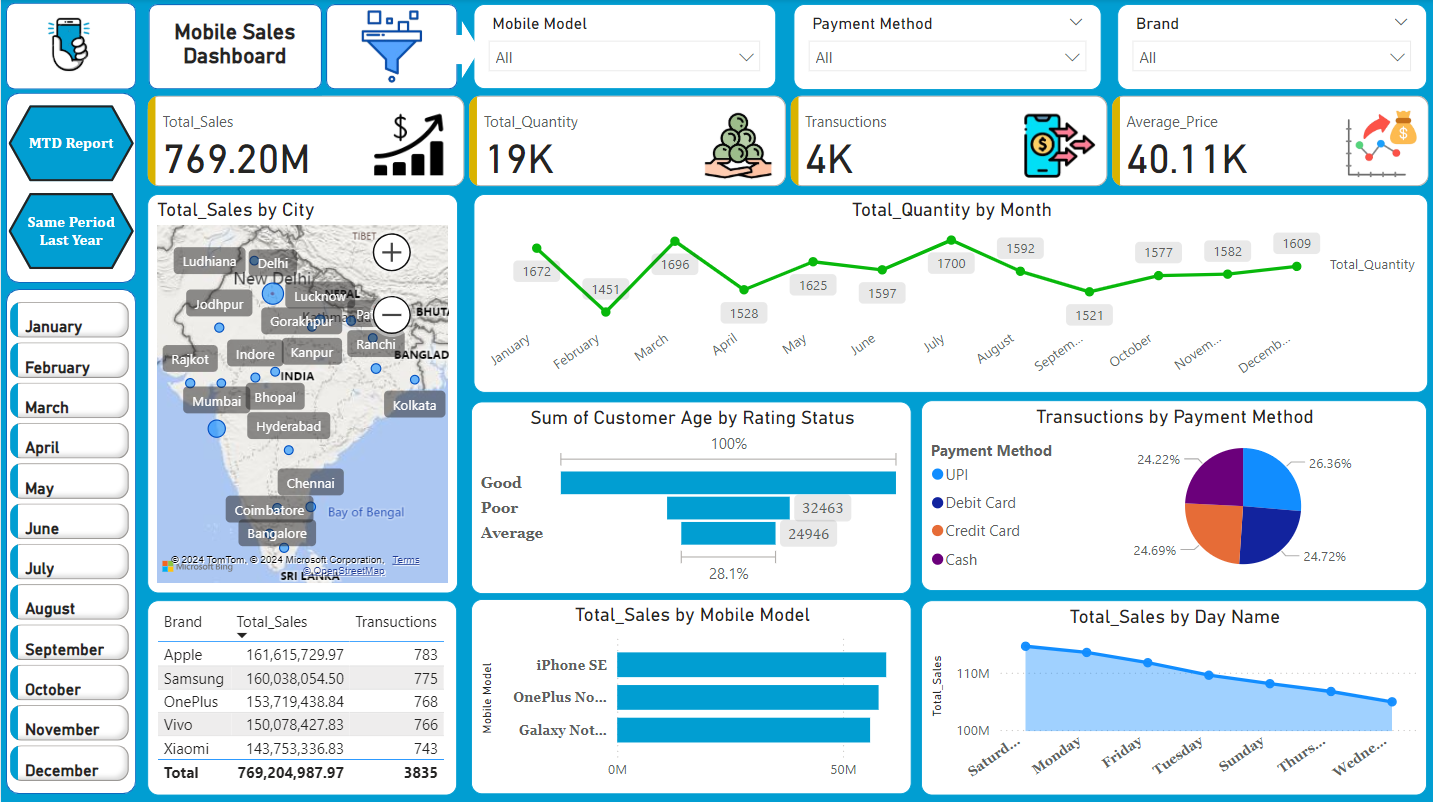 Mobile Sales
Dashboard
Mobile Model
All
Payment Method
All
Brand
All
MTD Report
Same Period
Last Year
Total_Sales
769.20M
Total_Quantity
19K
Transuctions
4K
Average_Price
40.11K
January
February
March
April
May
June
July
August
September
October
November
December
Total_Sales by City
TIBET
Ludhiana
Delhi
New Delhi
NEPAL
Lucknow
Jodhpur
BHUTA
Gorakhpur
Pat
Ranchi
BANGLAD
Rajkot
Indore
Kanpur
INDIA
Mumbai
Bhopal
Kolkata
Hyderabad
Chennai
Coimbatore
Bay of Bengal
Bangalore
© 2024 TomTom, © 2024 Microsoft Corporation, Terms
© OpenStreetMap
Microsoft Bing
SRI LANKA
Total_Quantity by Month
1672
1451
1696
1528
1625
1597
1700
1592
1521
1577
1582
1609
Total_Quantity
January
February
March
April
May
June
July
August
Septem...
October
Novem...
Decemb...
Sum of Customer Age by Rating Status
100%
Good
Poor
32463
Average
24946
28.1%
Transuctions by Payment Method
Payment Method
UPI
Debit Card
Credit Card
Cash
24.22%
26.36%
24.69%
24.72%
Brand Total_Sales Transuctions
Apple 161,615,729.97 783
Samsung 160,038,054.50 775
OnePlus 153,719,438.84 768
Vivo 150,078,427.83 766
Xiaomi 143,753,336.83 743
Total 769,204,987.97 3835
Total_Sales by Mobile Model
Mobile Model
iPhone SE
OnePlus No...
Galaxy Not...
0M 50M
Total_Sales by Day Name
Total_Sales
110M
100M
Saturd...
Monday
Friday
Tuesday
Sunday
Thurs...
Wedne...